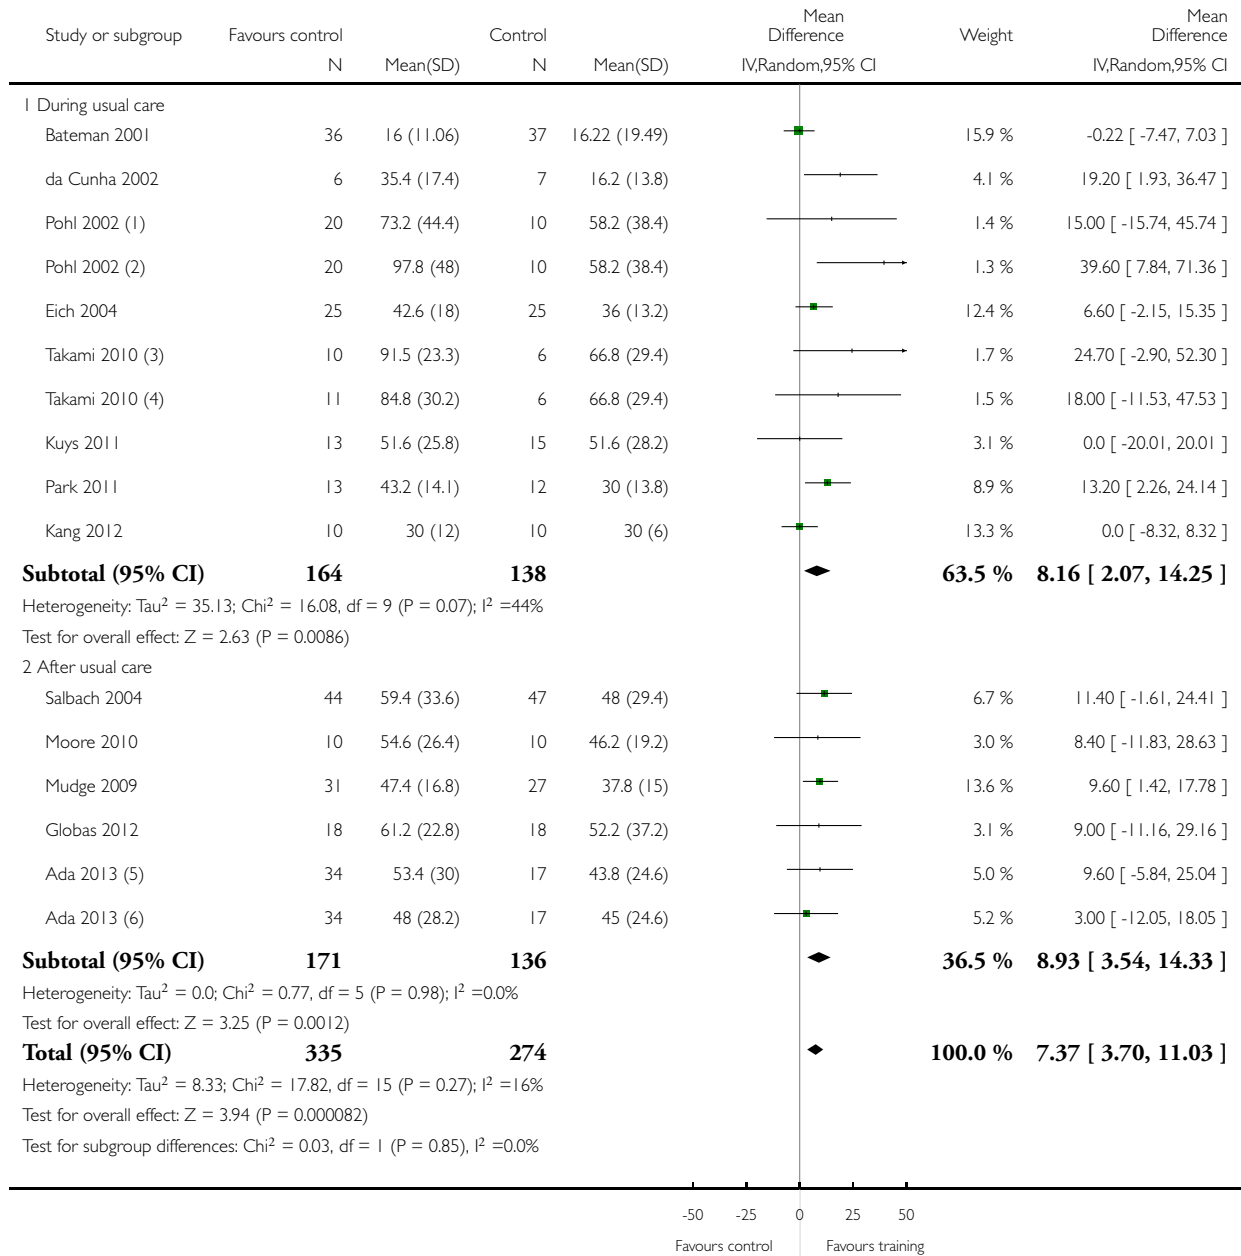 Study or subgroup Favours control Control Mean Difference Weight Mean Difference
N Mean(SD) N Mean(SD) IV,Random,95% CI IV,Random,95% CI
1 During usual care
Bateman 2001 36 16 (11.06) 37 16.22 (19.49) 15.9 % -0.22 [ -7.47, 7.03 ]
da Cunha 2002 6 35.4 (17.4) 7 16.2 (13.8) 4.1 % 19.20 [ 1.93, 36.47 ]
Pohl 2002 (1) 20 73.2 (44.4) 10 58.2 (38.4) 1.4 % 15.00 [ -15.74, 45.74 ]
Pohl 2002 (2) 20 97.8 (48) 10 58.2 (38.4) 1.3 % 39.60 [ 7.84, 71.36 ]
Eich 2004 25 42.6 (18) 25 36 (13.2) 12.4 % 6.60 [ -2.15, 15.35 ]
Takami 2010 (3) 10 91.5 (23.3) 6 66.8 (29.4) 1.7 % 24.70 [ -2.90, 52.30 ]
Takami 2010 (4) 11 84.8 (30.2) 6 66.8 (29.4) 1.5 % 18.00 [ -11.53, 47.53 ]
Kuys 2011 13 51.6 (25.8) 15 51.6 (28.2) 3.1 % 0.0 [ -20.01, 20.01 ]
Park 2011 13 43.2 (14.1) 12 30 (13.8) 8.9 % 13.20 [ 2.26, 24.14 ]
Kang 2012 10 30 (12) 10 30 (6) 13.3 % 0.0 [ -8.32, 8.32 ]
Subtotal (95% CI) 164 138 63.5 % 8.16 [ 2.07, 14.25 ]
Heterogeneity: Tau² = 35.13; Chi² = 16.08, df = 9 (P = 0.07); I² =44%
Test for overall effect: Z = 2.63 (P = 0.0086)
2 After usual care
Salbach 2004 44 59.4 (33.6) 47 48 (29.4) 6.7 % 11.40 [ -1.61, 24.41 ]
Moore 2010 10 54.6 (26.4) 10 46.2 (19.2) 3.0 % 8.40 [ -11.83, 28.63 ]
Mudge 2009 31 47.4 (16.8) 27 37.8 (15) 13.6 % 9.60 [ 1.42, 17.78 ]
Globas 2012 18 61.2 (22.8) 18 52.2 (37.2) 3.1 % 9.00 [ -11.16, 29.16 ]
Ada 2013 (5) 34 53.4 (30) 17 43.8 (24.6) 5.0 % 9.60 [ -5.84, 25.04 ]
Ada 2013 (6) 34 48 (28.2) 17 45 (24.6) 5.2 % 3.00 [ -12.05, 18.05 ]
Subtotal (95% CI) 171 136 36.5 % 8.93 [ 3.54, 14.33 ]
Heterogeneity: Tau² = 0.0; Chi² = 0.77, df = 5 (P = 0.98); I² =0.0%
Test for overall effect: Z = 3.25 (P = 0.0012)
Total (95% CI) 335 274 100.0 % 7.37 [ 3.70, 11.03 ]
Heterogeneity: Tau² = 8.33; Chi² = 17.82, df = 15 (P = 0.27); I² =16%
Test for overall effect: Z = 3.94 (P = 0.000082)
Test for subgroup differences: Chi² = 0.03, df = 1 (P = 0.85), I² =0.0%
-50 -25 0 25 50
Favours control Favours training